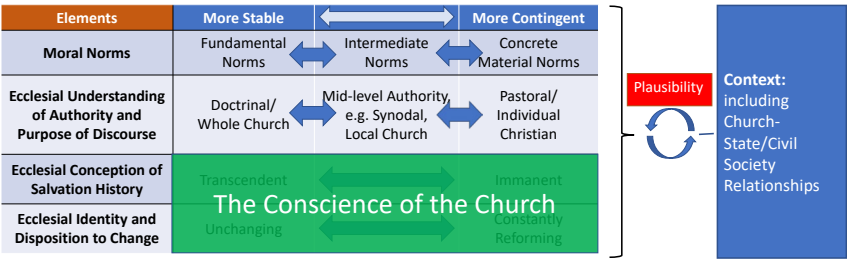 Elements
More Stable
More Contingent
Moral Norms
Fundamental
Norms
Intermediate
Norms
Concrete
Material Norms
Ecclesial Understanding
of Authority and
Purpose of Discourse
Doctrinal/
Whole Church
Mid-level Authority,
e.g. Synodal,
Local Church
Pastoral/
Individual
Christian
Ecclesial Conception of
Salvation History
Transcendent
Immanent
The Conscience of the Church
Ecclesial Identity and
Disposition to Change
Unchanging
Constantly
Reforming
Plausibility
Context:
including
Church-
State/Civil
Society
Relationships